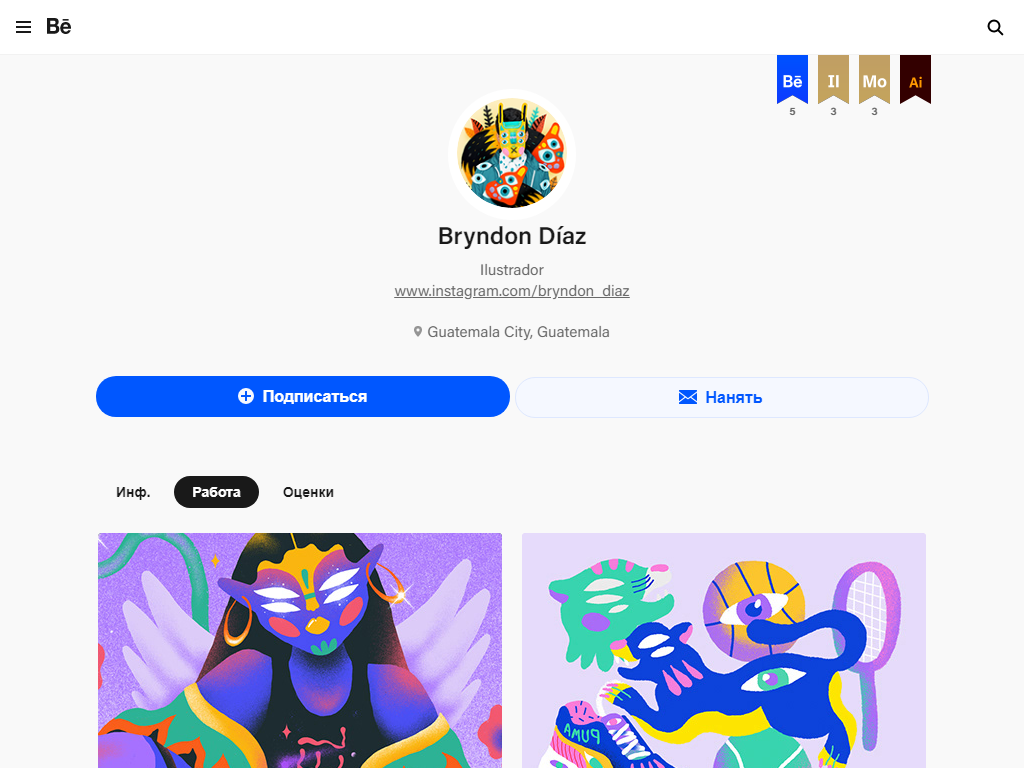 Bē
Bē Il Mo Ai
5 3 3
Bryndon Díaz
Ilustrador
www.instagram.com/bryndon_diaz
Guatemala City, Guatemala
Подписаться
Нанять
Инф. Работа Оценки
PUMA